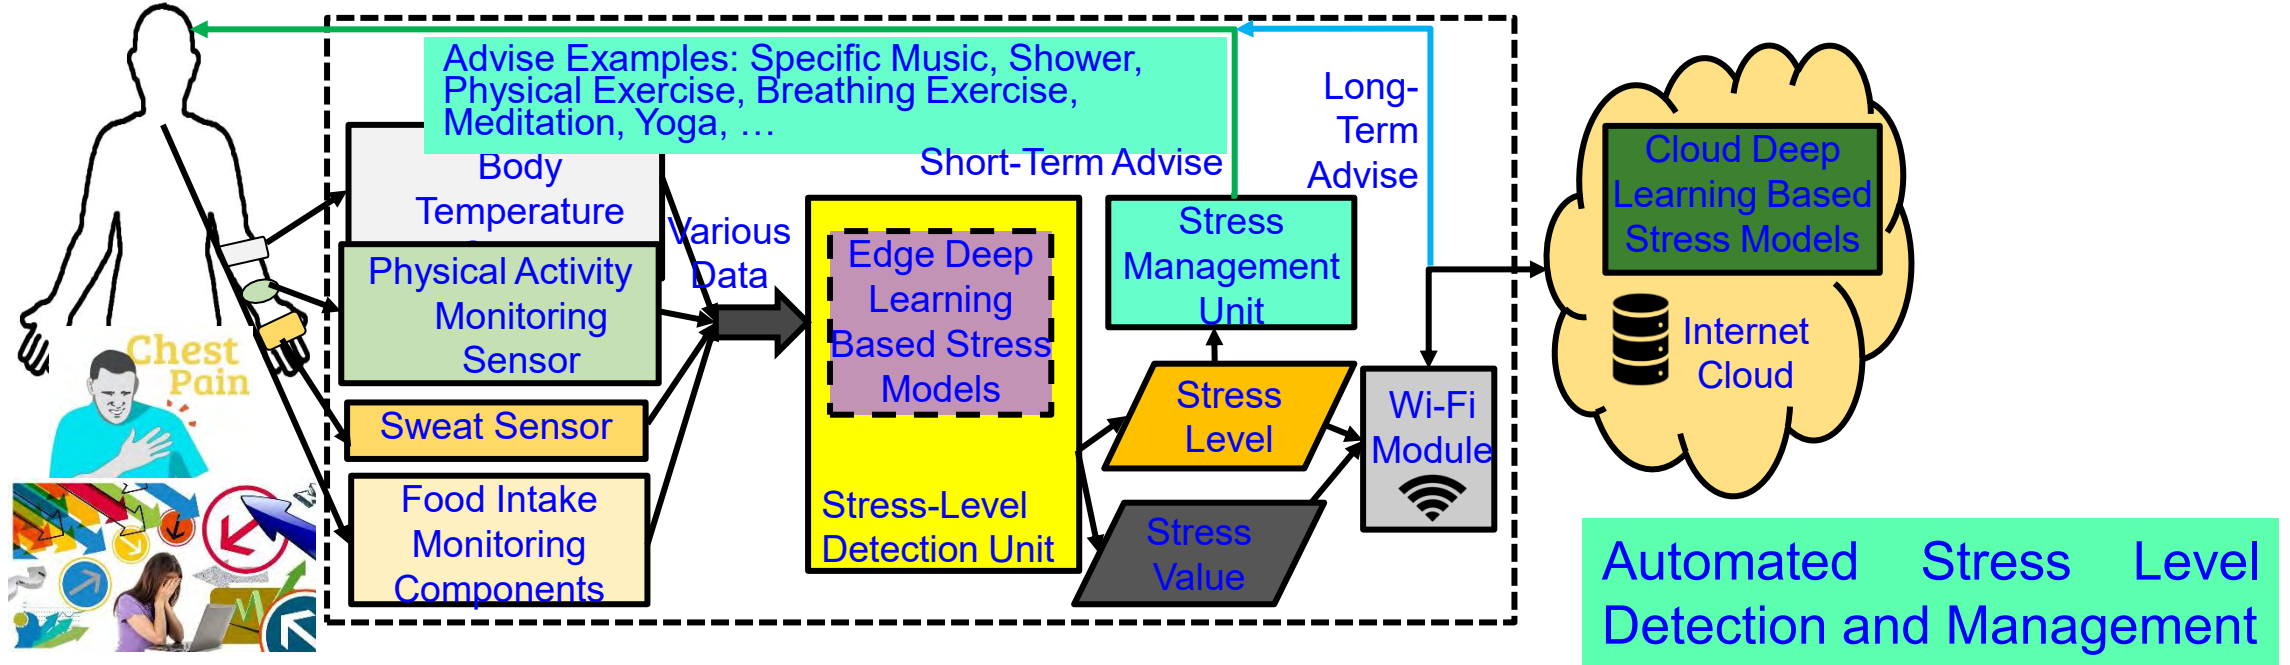 Advise Examples: Specific Music, Shower,
Physical Exercise, Breathing Exercise,
Meditation, Yoga, …
Short-Term Advise
Long-
Term
Advise
Body
Temperature
Physical Activity
Monitoring
Sensor
Sweat Sensor
Food Intake
Monitoring
Components
Various
Data
Edge Deep
Learning
Based Stress
Models
Stress-Level
Detection Unit
Stress
Management
Unit
Stress
Level
Stress
Value
Wi-Fi
Module
Cloud Deep
Learning Based
Stress Models
Internet
Cloud
Chest
Pain
Automated Stress Level
Detection and Management